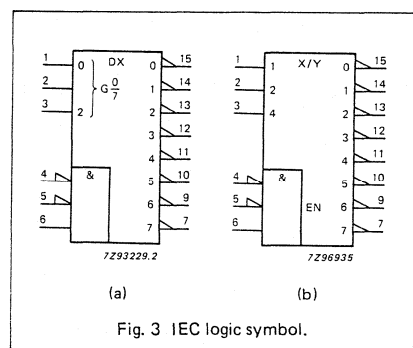 DX
1 0 0 15
2 G 0/7 1 14
3 2 2 13
3 12
4 11
4 & 5 10
5 6 9
6 7 7
7Z93229.2
(a)
X/Y
1 1 0 15
2 2 1 14
3 4 2 13
3 12
4 11
4 & 5 10
5 EN 6 9
6 7 7
7Z96935
(b)
Fig. 3 IEC logic symbol.